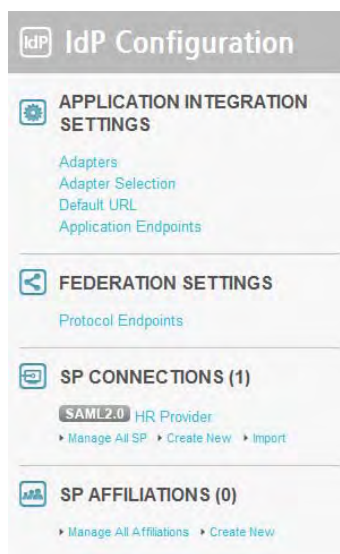 IdP IdP Configuration
APPLICATION INTEGRATION
SETTINGS
Adapters
Adapter Selection
Default URL
Application Endpoints
FEDERATION SETTINGS
Protocol Endpoints
SP CONNECTIONS (1)
SAML2.0 HR Provider
Manage All SP Create New Import
SP AFFILIATIONS (0)
Manage All Affiliations Create New